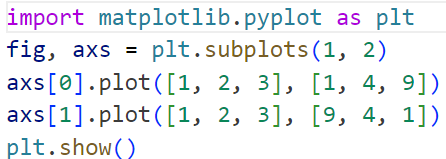 import matplotlib.pyplot as plt
fig, axs = plt.subplots(1, 2)
axs[0].plot([1, 2, 3], [1, 4, 9])
axs[1].plot([1, 2, 3], [9, 4, 1])
plt.show()